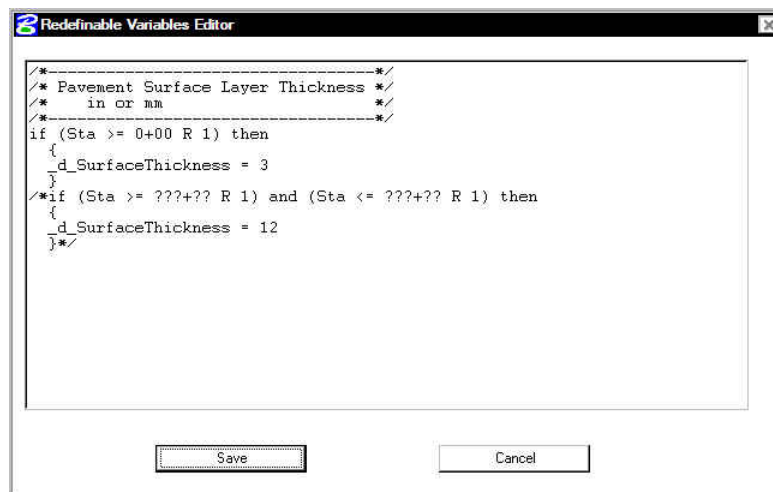 Redefinable Variables Editor
/*----------------------------------*/
/* Pavement Surface Layer Thickness */
/*    in or mm                      */
/*----------------------------------*/
if (Sta >= 0+00 R 1) then
  {
  _d_SurfaceThickness = 3
  }
/*if (Sta >= ???+?? R 1) and (Sta <= ???+?? R 1) then
  {
  _d_SurfaceThickness = 12
  }*/
Save Cancel